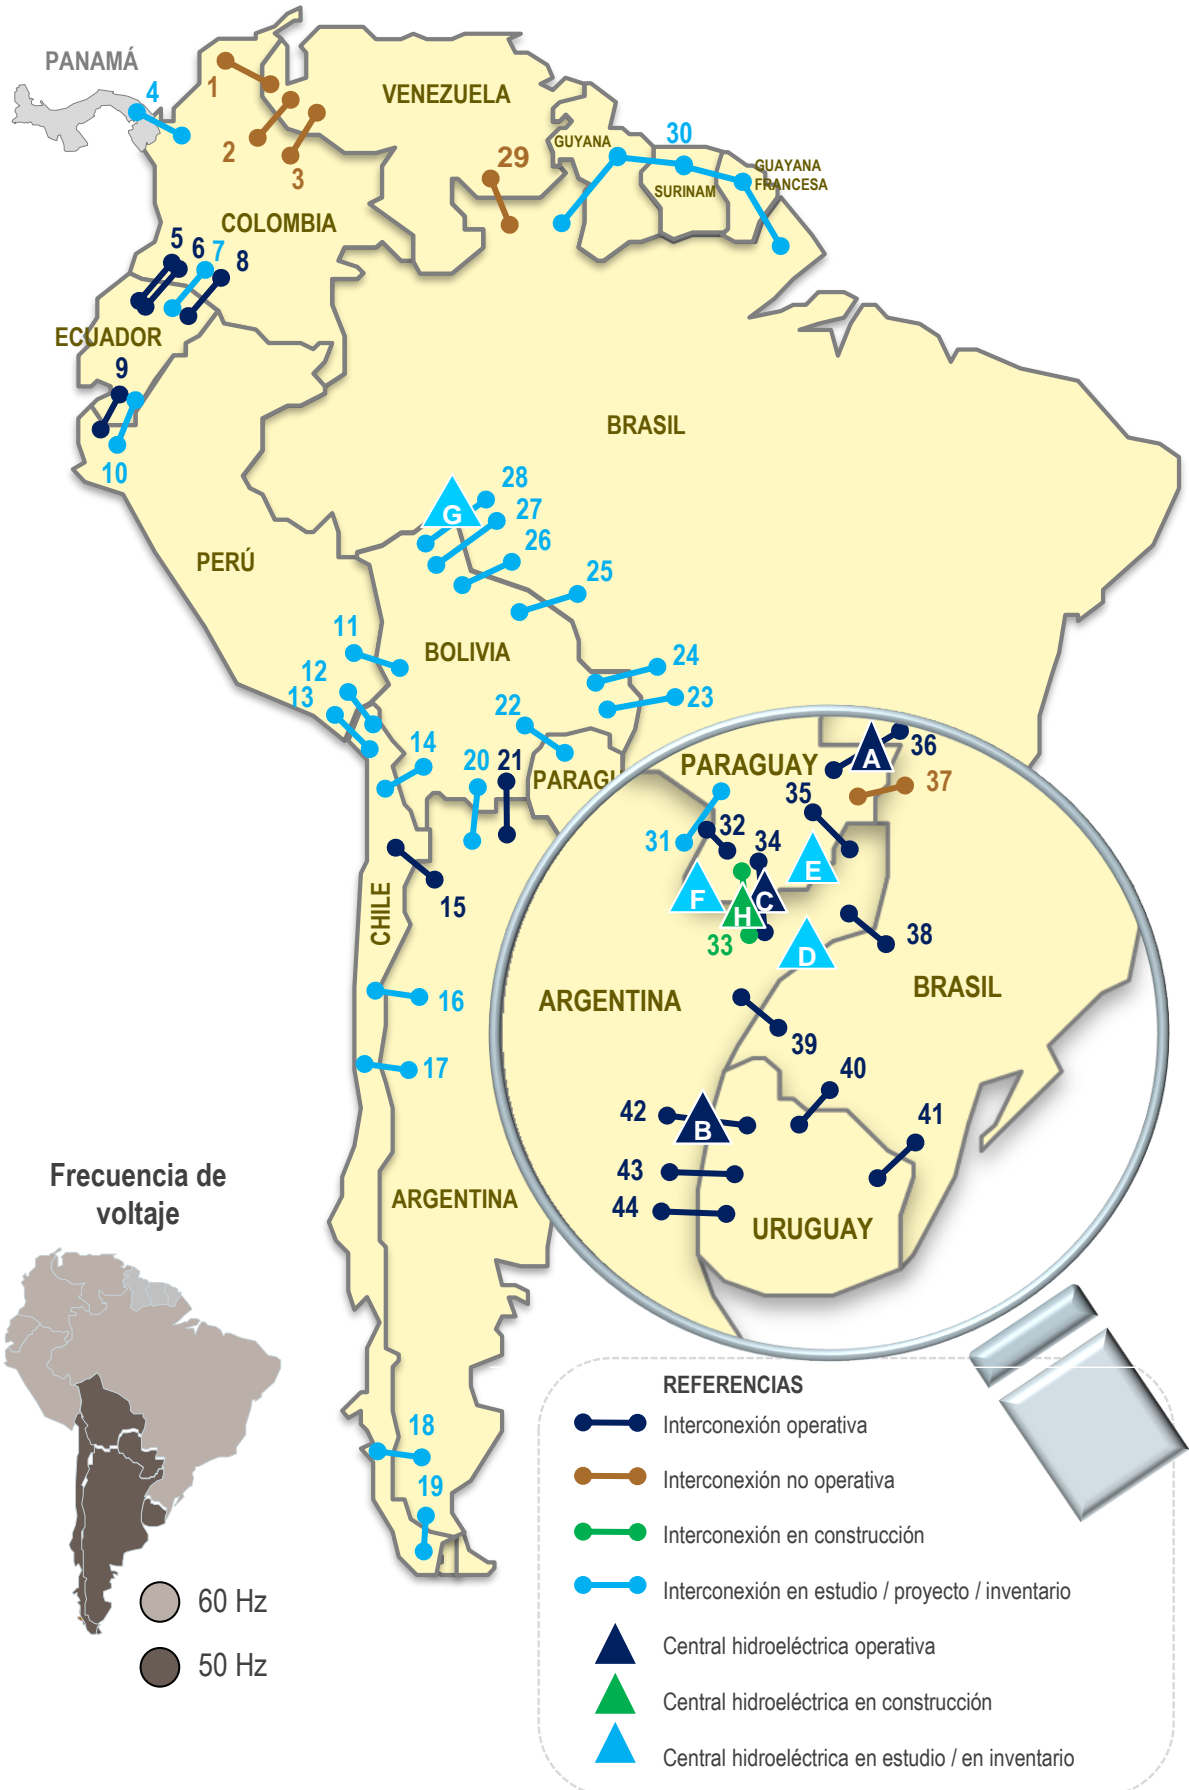 PANAMÁ
4
1
2
3
VENEZUELA
29
GUYANA
30
SURINAM
GUAYANA
FRANCESA
COLOMBIA
5
6
7
8
ECUADOR
9
10
BRASIL
PERÚ
G
28
27
26
25
11
12
13
BOLIVIA
24
23
22
14
20
21
PARAGU
15
CHILE
16
17
ARGENTINA
18
19
PARAGUAY
A
36
37
35
31
32
34
E
F
C
H
33
D
38
ARGENTINA
BRASIL
39
40
41
42
B
43
44
URUGUAY
Frecuencia de
voltaje
60 Hz
50 Hz
REFERENCIAS
Interconexión operativa
Interconexión no operativa
Interconexión en construcción
Interconexión en estudio / proyecto / inventario
Central hidroeléctrica operativa
Central hidroeléctrica en construcción
Central hidroeléctrica en estudio / en inventario